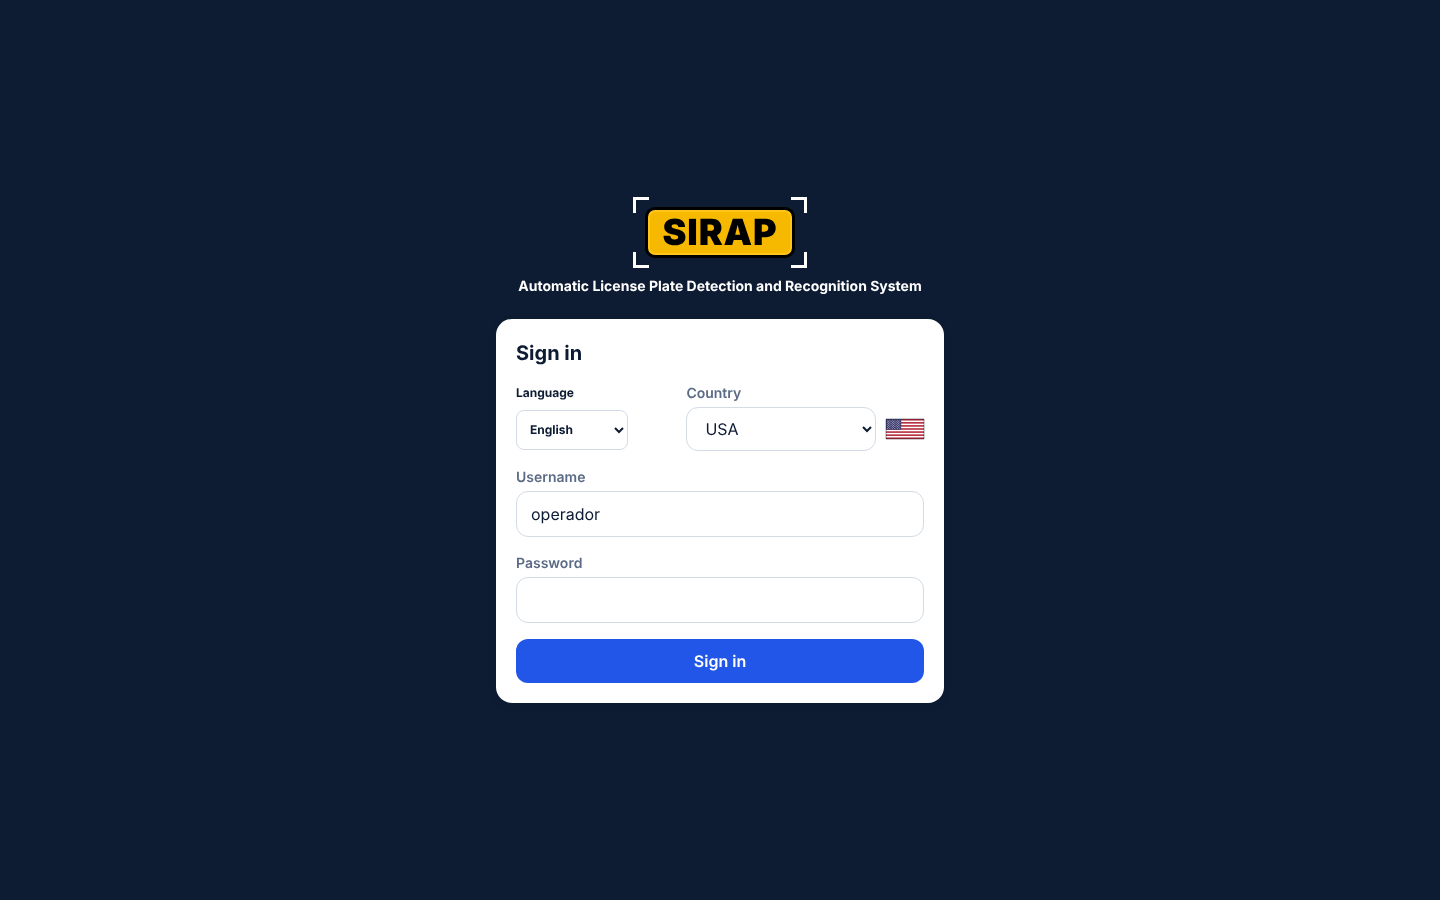 SIRAP
Automatic License Plate Detection and Recognition System
Sign in
Language
Country
English
USA
Username
operador
Password
Sign in